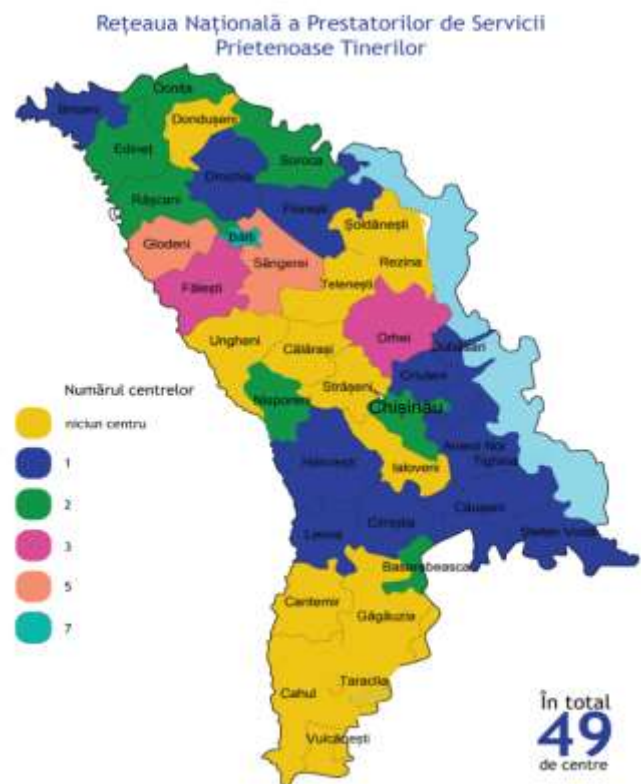 Rețeaua Națională a Prestatorilor de Servicii
Prietenoase Tinerilor
Ocnița
Briceni
Dondușeni
Edineț
Soroca
Drochia
Râșcani
Florești
Șoldănești
Glodeni
Bălți
Sângerei
Rezina
Fălești
Telenești
Orhei
Ungheni
Călărași
Dubăsari
Criuleni
Strășeni
Nisporeni
Chișinău
Anenii Noi
Tighina
Hâncești
Ialoveni
Căușeni
Cimișlia
Leova
Ștefan Vodă
Basarabeasca
Cantemir
Găgăuzia
Taraclia
Cahul
Vulcănești
Numărul centrelor
niciun centru
1
2
3
5
7
În total
49
de centre